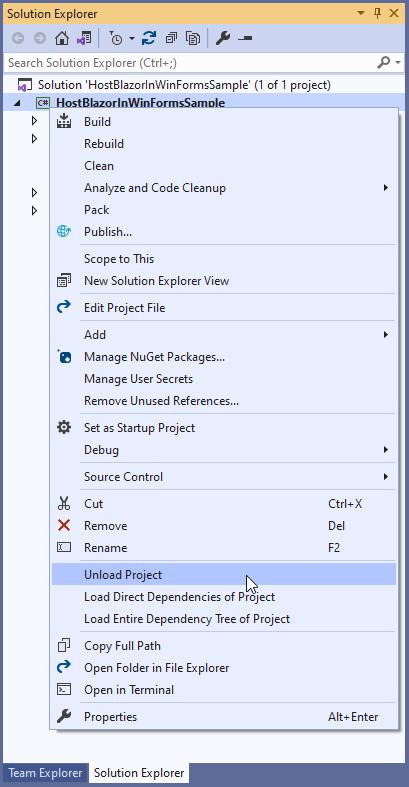 Solution Explorer
Search Solution Explorer (Ctrl+;)
Solution 'HostBlazorInWinFormsSample' (1 of 1 project)
C# HostBlazorInWinFormsSample
Build
Rebuild
Clean
Analyze and Code Cleanup
Pack
Publish...
Scope to This
New Solution Explorer View
Edit Project File
Add
Manage NuGet Packages...
Manage User Secrets
Remove Unused References...
Set as Startup Project
Debug
Source Control
Cut Ctrl+X
Remove Del
Rename F2
Unload Project
Load Direct Dependencies of Project
Load Entire Dependency Tree of Project
Copy Full Path
Open Folder in File Explorer
Open in Terminal
Properties Alt+Enter
Team Explorer Solution Explorer